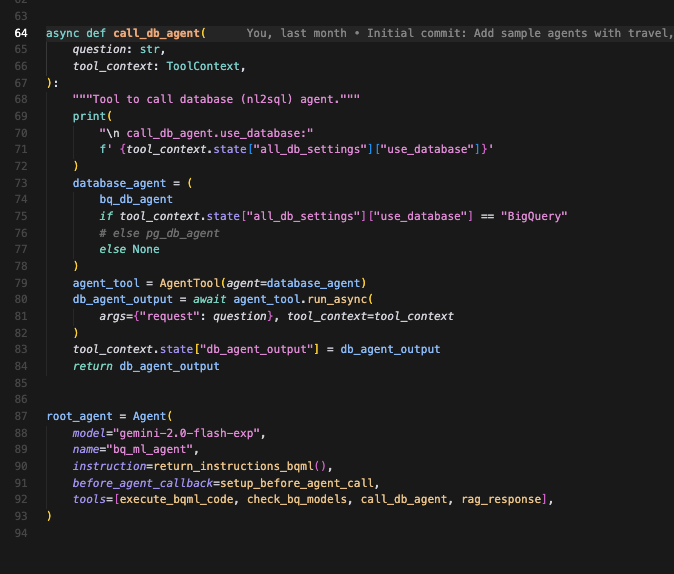 63
64 async def call_db_agent( You, last month • Initial commit: Add sample agents with travel,
65 question: str,
66 tool_context: ToolContext,
67 ):
68 """Tool to call database (nl2sql) agent."""
69 print(
70 "\n call_db_agent.use_database:"
71 f' {tool_context.state["all_db_settings"]["use_database"]}'
72 )
73 database_agent = (
74 bq_db_agent
75 if tool_context.state["all_db_settings"]["use_database"] == "BigQuery"
76 # else pg_db_agent
77 else None
78 )
79 agent_tool = AgentTool(agent=database_agent)
80 db_agent_output = await agent_tool.run_async(
81 args={"request": question}, tool_context=tool_context
82 )
83 tool_context.state["db_agent_output"] = db_agent_output
84 return db_agent_output
85
86
87 root_agent = Agent(
88 model="gemini-2.0-flash-exp",
89 name="bq_ml_agent",
90 instruction=return_instructions_bqml(),
91 before_agent_callback=setup_before_agent_call,
92 tools=[execute_bqml_code, check_bq_models, call_db_agent, rag_response],
93 )
94